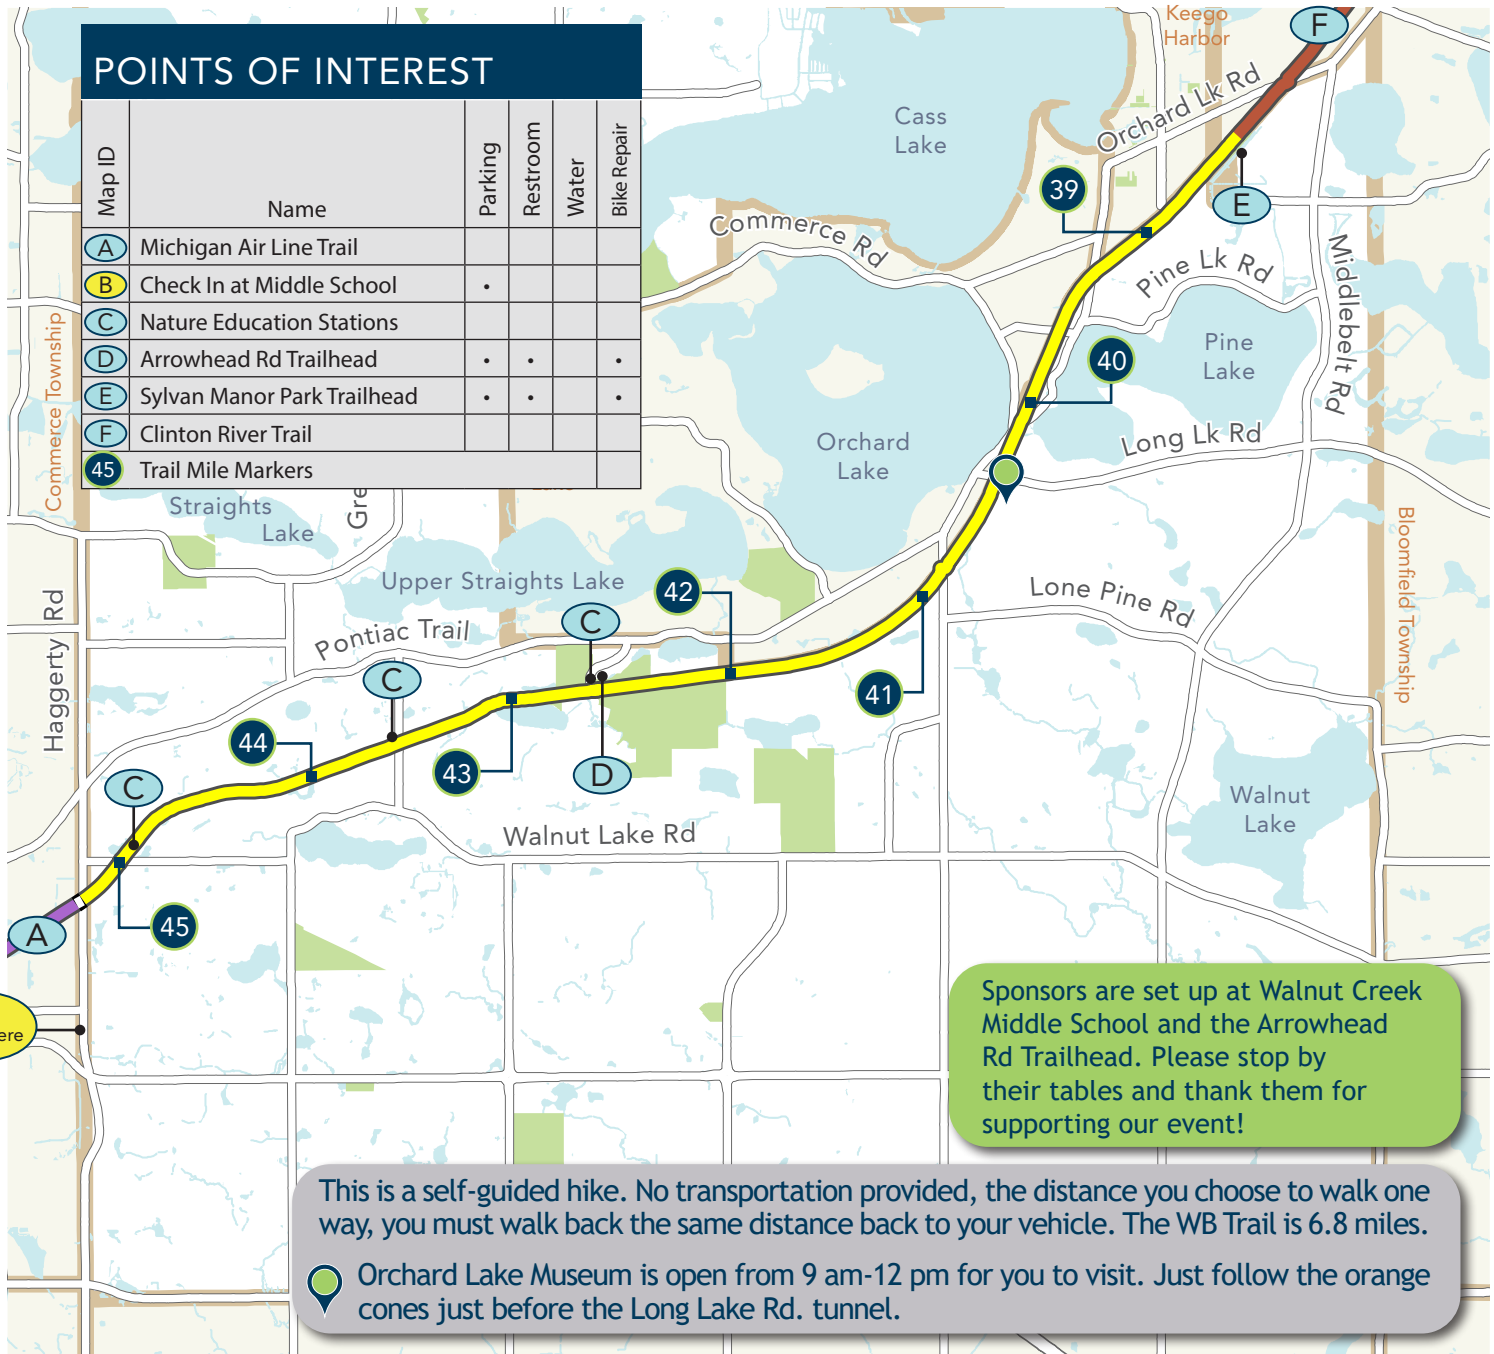 POINTS OF INTEREST
Map ID
Name
Parking
Restroom
Water
Bike Repair
A Michigan Air Line Trail
B Check In at Middle School •
C Nature Education Stations
D Arrowhead Rd Trailhead • • •
E Sylvan Manor Park Trailhead • • •
F Clinton River Trail
45 Trail Mile Markers
Keego
Harbor
F
Orchard Lk Rd
Cass
Lake
39
E
Commerce Rd
Pine Lk Rd
Middlebelt Rd
Commerce Township
Pine
Lake
40
Orchard
Lake
Long Lk Rd
Straights
Lake
Gre
Bloomfield Township
Upper Straights Lake
42
Lone Pine Rd
Haggerty Rd
Pontiac Trail
C
C
41
44
43
D
C
Walnut
Lake
Walnut Lake Rd
45
A
ere
Sponsors are set up at Walnut Creek
Middle School and the Arrowhead
Rd Trailhead. Please stop by
their tables and thank them for
supporting our event!
This is a self-guided hike. No transportation provided, the distance you choose to walk one
way, you must walk back the same distance back to your vehicle. The WB Trail is 6.8 miles.
Orchard Lake Museum is open from 9 am-12 pm for you to visit. Just follow the orange
cones just before the Long Lake Rd. tunnel.